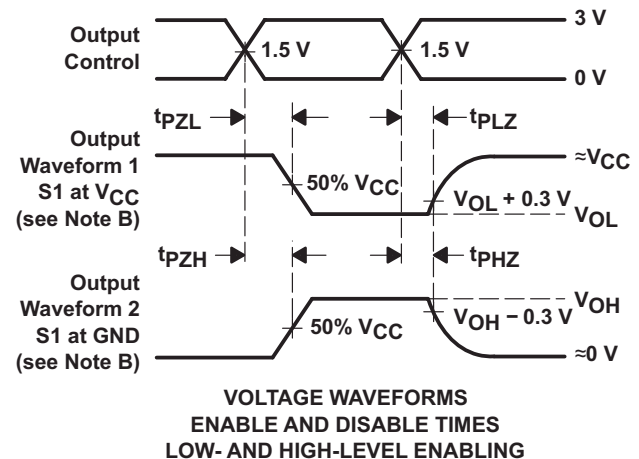 Output
Control
1.5 V
1.5 V
3 V
0 V
tPZL
tPLZ
Output
Waveform 1
S1 at VCC
(see Note B)
50% VCC
VOL + 0.3 V
≈VCC
VOL
tPZH
tPHZ
Output
Waveform 2
S1 at GND
(see Note B)
50% VCC
VOH − 0.3 V
VOH
≈0 V
VOLTAGE WAVEFORMS
ENABLE AND DISABLE TIMES
LOW- AND HIGH-LEVEL ENABLING